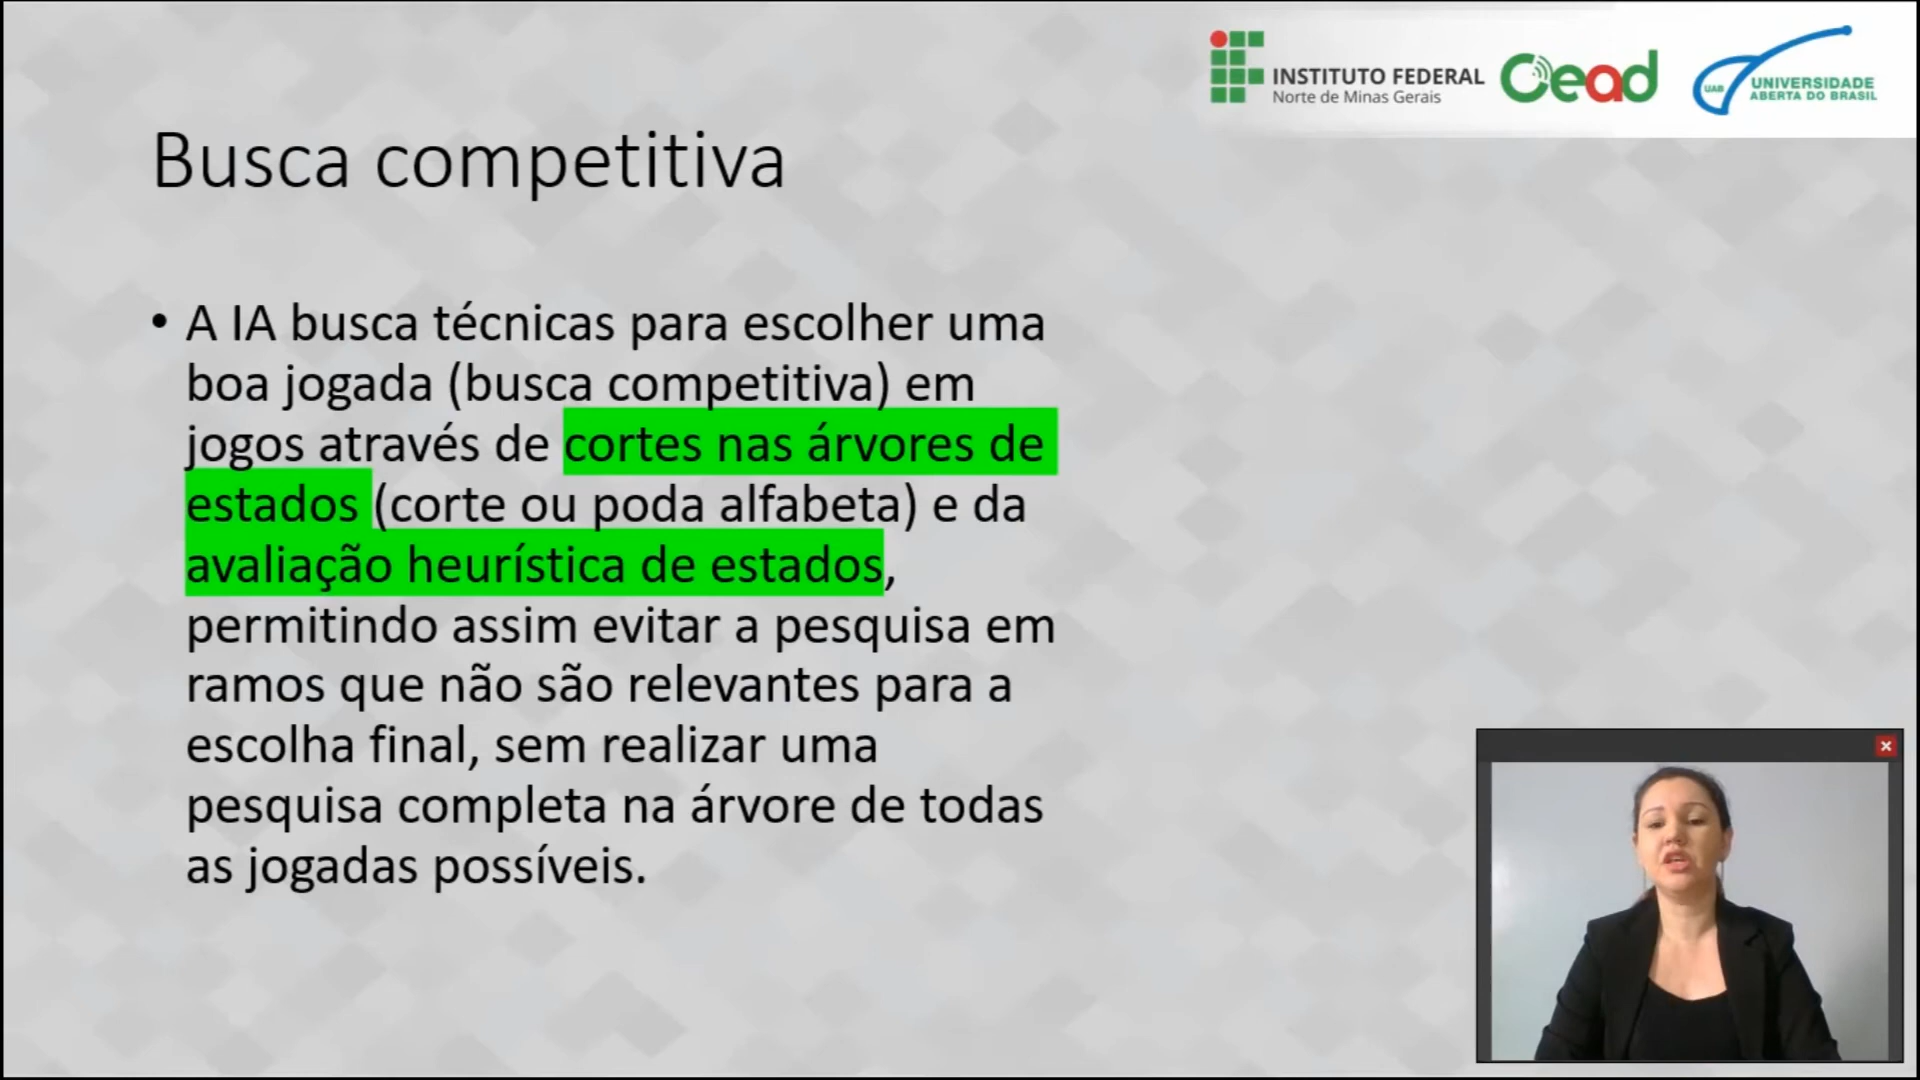 INSTITUTO FEDERAL
Norte de Minas Gerais
Cead
UAB
UNIVERSIDADE
ABERTA DO BRASIL
Busca competitiva
• A IA busca técnicas para escolher uma
boa jogada (busca competitiva) em
jogos através de cortes nas árvores de
estados (corte ou poda alfabeta) e da
avaliação heurística de estados,
permitindo assim evitar a pesquisa em
ramos que não são relevantes para a
escolha final, sem realizar uma
pesquisa completa na árvore de todas
as jogadas possíveis.